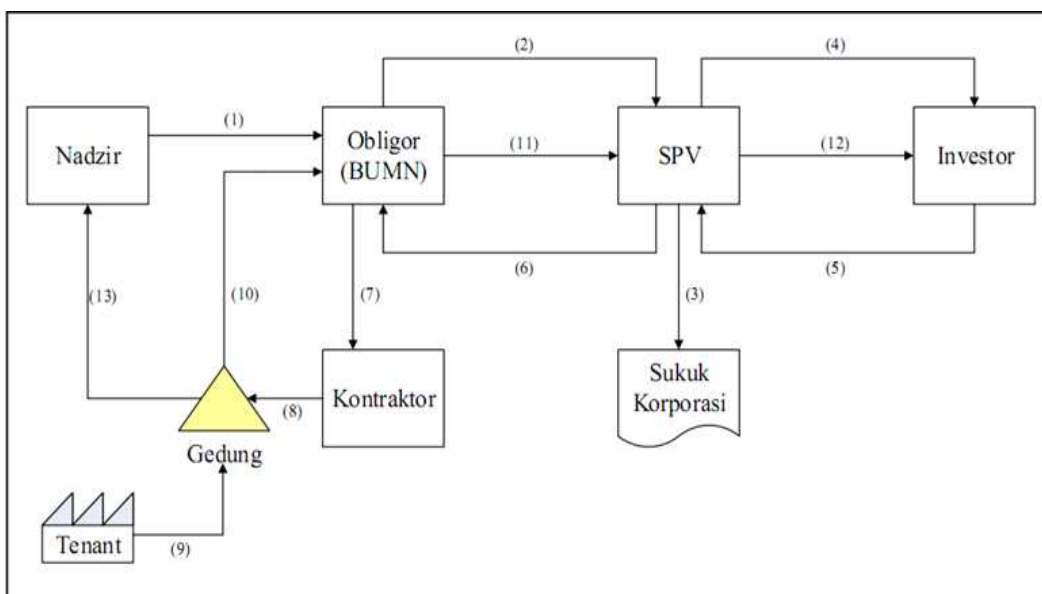 (2)
(4)
Nadzir
(1)
Obligor
(BUMN)
(11)
SPV
(12)
Investor
(6)
(5)
(13)
(10)
(7)
(3)
Kontraktor
(8)
Gedung
Sukuk
Korporasi
Tenant
(9)